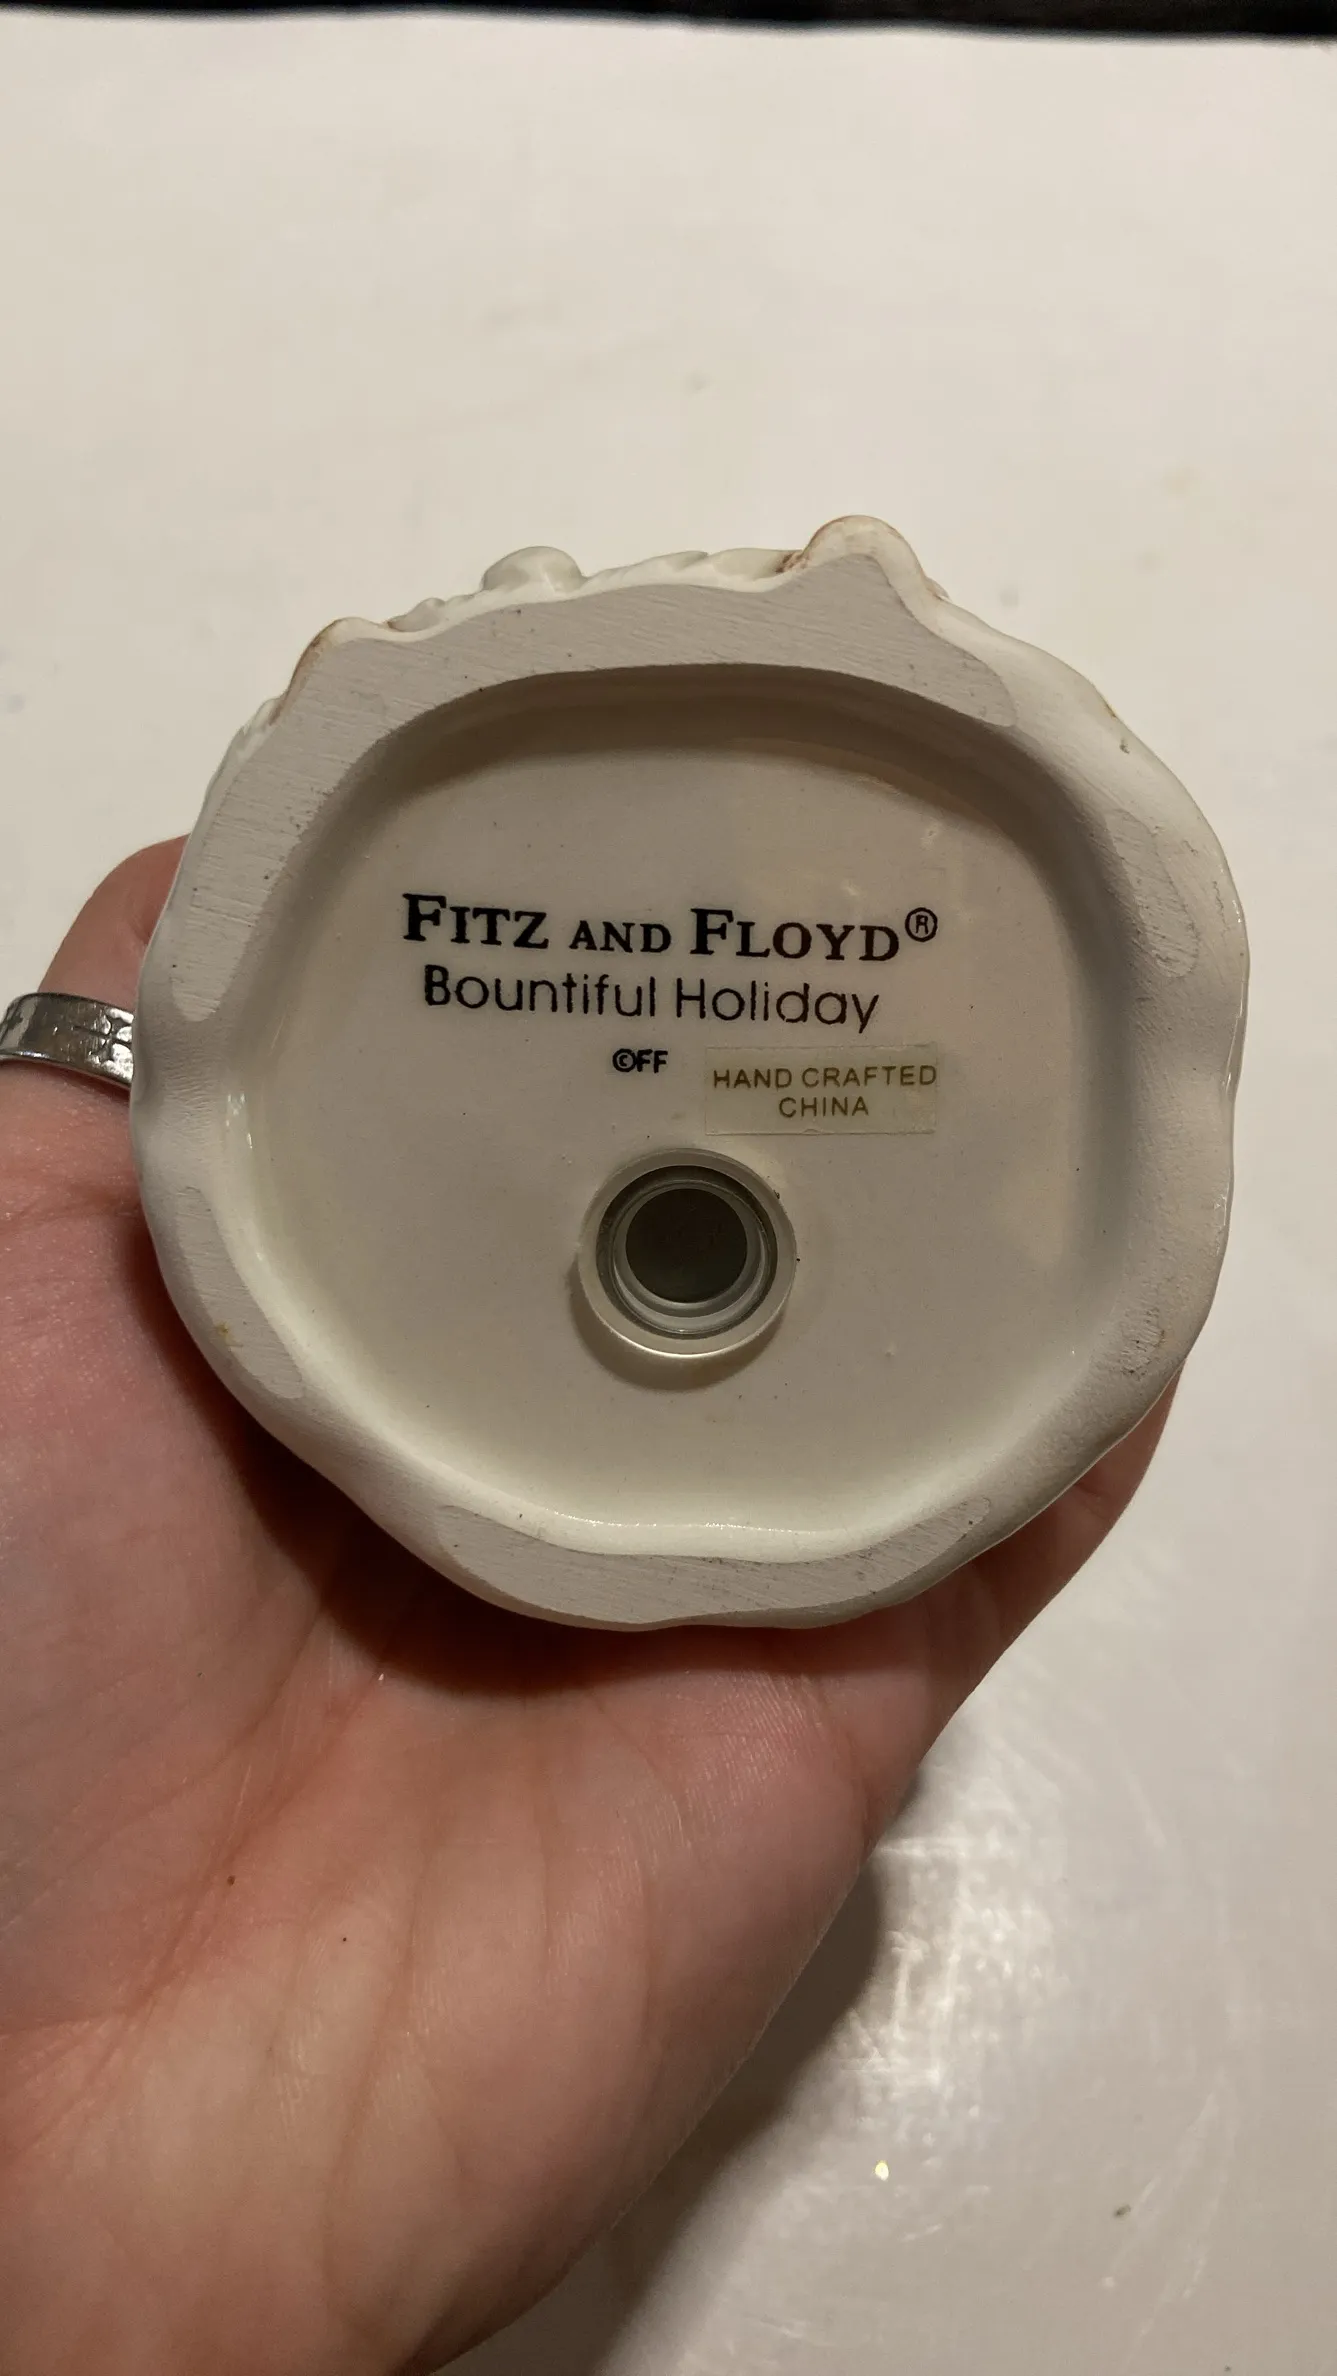 FITZ AND FLOYD®
Bountiful Holiday
©FF
HAND CRAFTED
CHINA